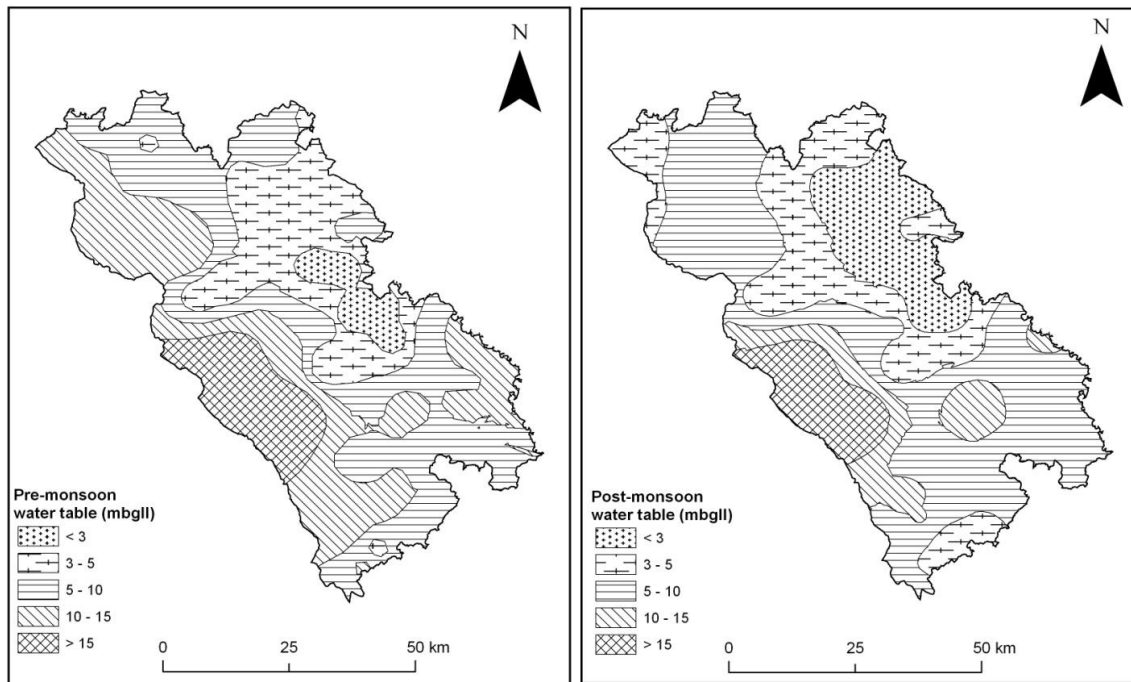 N
Pre-monsoon
water table (mbgll)
< 3
3 - 5
5 - 10
10 - 15
> 15
0 25 50 km
N
Post-monsoon
water table (mbgll)
< 3
3 - 5
5 - 10
10 - 15
> 15
0 25 50 km